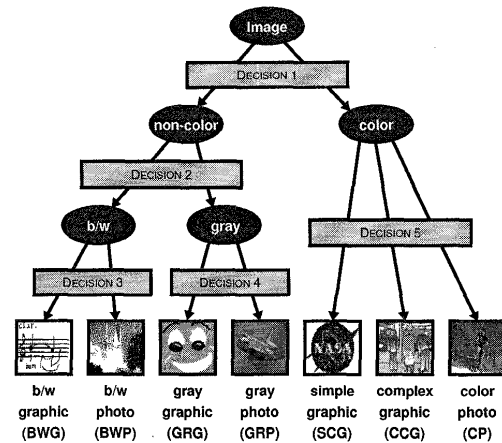 Image
DECISION 1
non-color
color
DECISION 2
b/w
gray
DECISION 5
DECISION 3
DECISION 4
NASA
b/w graphic (BWG)
b/w photo (BWP)
gray graphic (GRG)
gray photo (GRP)
simple graphic (SCG)
complex graphic (CCG)
color photo (CP)